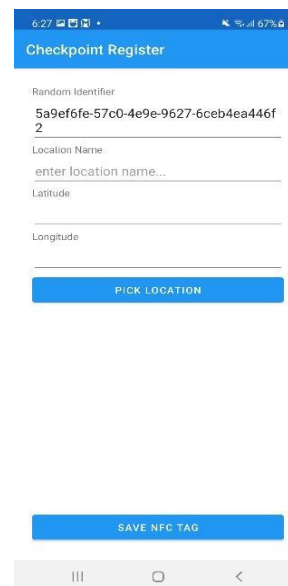 6:27
67%
Checkpoint Register
Random Identifier
5a9ef6fe-57c0-4e9e-9627-6ceb4ea446f
2
Location Name
enter location name...
Latitude
Longitude
PICK LOCATION
SAVE NFC TAG